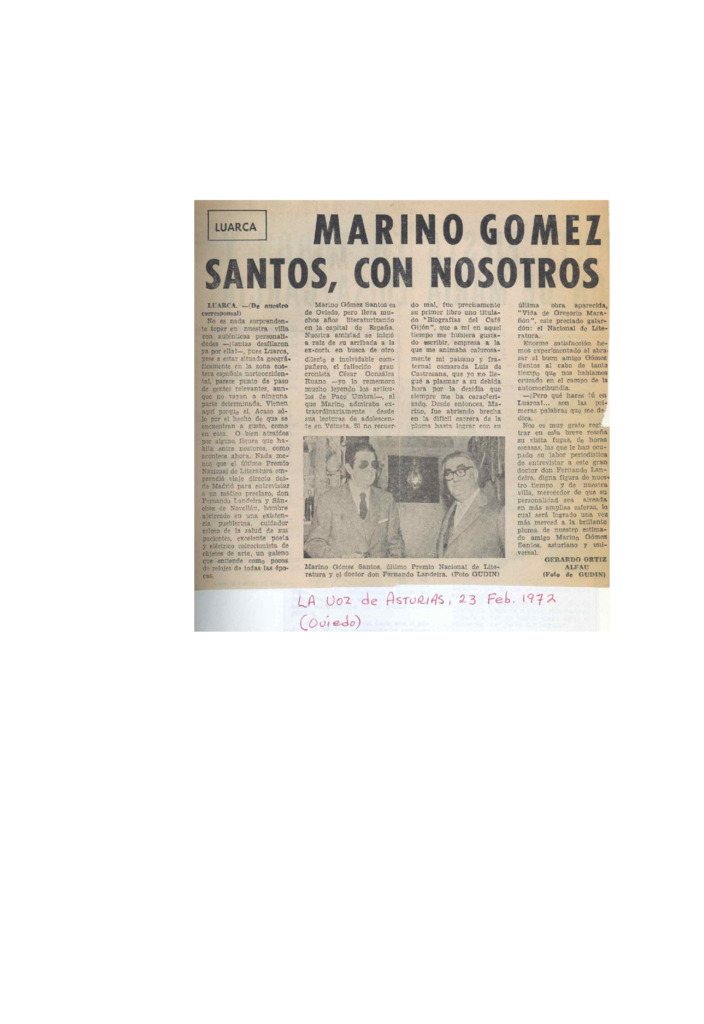 LUARCA
MARINO GOMEZ
SANTOS, CON NOSOTROS
LUARCA. —(De nuestro
corresponsal)
No es nada sorprendente
topar en nuestra villa
con auténticas personali-
dades —¡tantas desfilaron
ya por ella!—, pues Luarca,
pese a estar situada geográ-
ficamente en la zona cos-
tera española noroccidental,
parece punto de paso
de gentes relevantes, aun-
que no vayan a ninguna
parte determinada. Vienen
aquí porque sí. Acaso só-
lo por el hecho de que se
encuentran a gusto, como
en casa. O bien atraídos
por alguna figura que ha-
bita entre nosotros, como
acontece ahora. Nada me-
nos que el último Premio
Nacional de Literatura em-
prendió viaje directo des-
de Madrid para entrevistar
a un médico preclaro, don
Fernando Landeira y Sán-
chez de Novellán, hombre
abrazado en una existen-
cia pueblerina, cuidador
celoso de la salud de sus
pacientes, excelente poeta
y eléctrico coleccionista de
objetos de arte, un galeno
que entiende como pocos
de relojes de todas las épo-
cas.
Marino Gómez Santos es
de Oviedo, pero lleva mu-
chos años literaturizando
en la capital de España.
Nuestra amistad se inició
a raíz de su arribada a la
ex-corte en busca de otro
dilecto e inolvidable com-
pañero, el fallecido gran
cronista César González
Ruano —yo lo rememoro
mucho leyendo los artícu-
los de Paco Umbral—, al
que Marino admiraba ex-
traordinariamente desde
sus lecturas de adolescen-
te en Vetusta. Si no recuer-
do mal, fue precisamente
su primer libro uno titula-
do "Biografías del Café
Gijón", que a mí en aquel
tiempo me hubiera gusta-
do escribir, empresa a la
que me animaba calurosa-
mente mi paisano y fra-
ternal camarada Luis de
Castresana, que yo no lle-
gué a plasmar a su debida
hora por la desidia que
siempre me ha caracteri-
zado. Desde entonces, Ma-
rino, fue abriendo brecha
en la difícil carrera de la
pluma hasta lograr con su
Marino Gómez Santos, último Premio Nacional de Lite-
ratura y el doctor don Fernando Landeira. (Foto GUDIN)
última obra aparecida,
"Vida de Gregorio Mara-
ñón", este preciado galar-
dón: el Nacional de Lite-
ratura.
Enorme satisfacción he-
mos experimentado al abra-
zar el buen amigo Gómez
Santos al cabo de tanto
tiempo que nos habíamos
cruzado en el campo de la
automoribundia.
—¡Pero qué haces tú en
Luarca!... son las pri-
meras palabras que me de-
dica.
Nos es muy grato regis-
trar en esta breve reseña
su visita fugaz, de horas
escasas, las que le han ocu-
pado su labor periodística
de entrevistar a este gran
doctor don Fernando Lan-
deira, digna figura de nues-
tro tiempo y de nuestra
villa, merecedor de que su
personalidad sea aireada
en más amplias esferas, lo
cual será logrado una vez
más merced a la brillante
pluma de nuestro estima-
do amigo Marino Gómez
Santos, asturiano y uni-
versal.
GERARDO ORTIZ
ALFAU
(Foto de GUDIN)
LA VOZ de ASTURIAS, 23 Feb. 1972
(Oviedo)